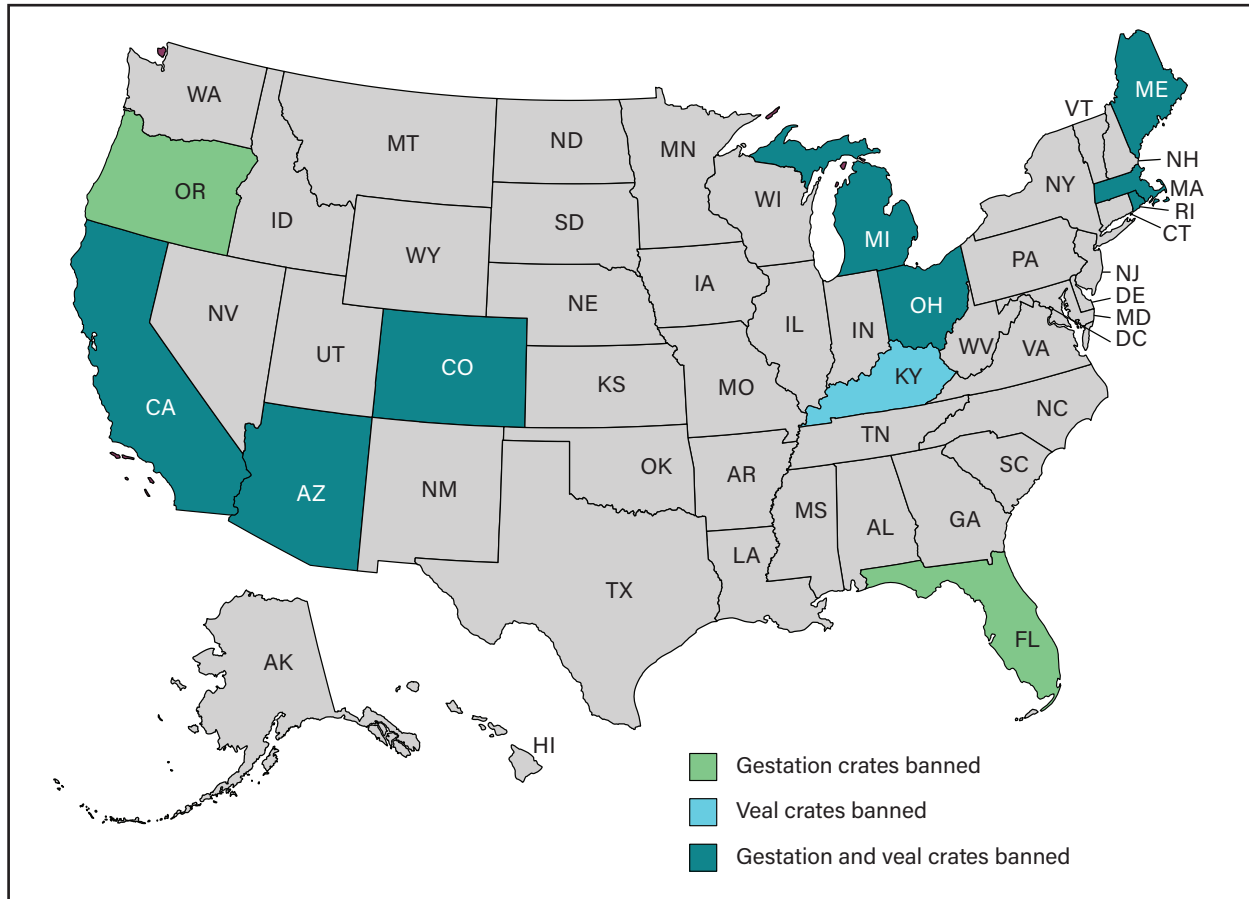 WA
MT
ND
MN
OR
ID
SD
WI
WY
MI
NY
VT
ME
NH
MA
RI
CT
PA
NJ
DE
MD
DC
IA
NE
NV
UT
CO
KS
MO
IL
IN
OH
WV
VA
KY
CA
AZ
NM
OK
AR
TN
NC
SC
MS
AL
GA
LA
TX
FL
AK
HI
Gestation crates banned
Veal crates banned
Gestation and veal crates banned